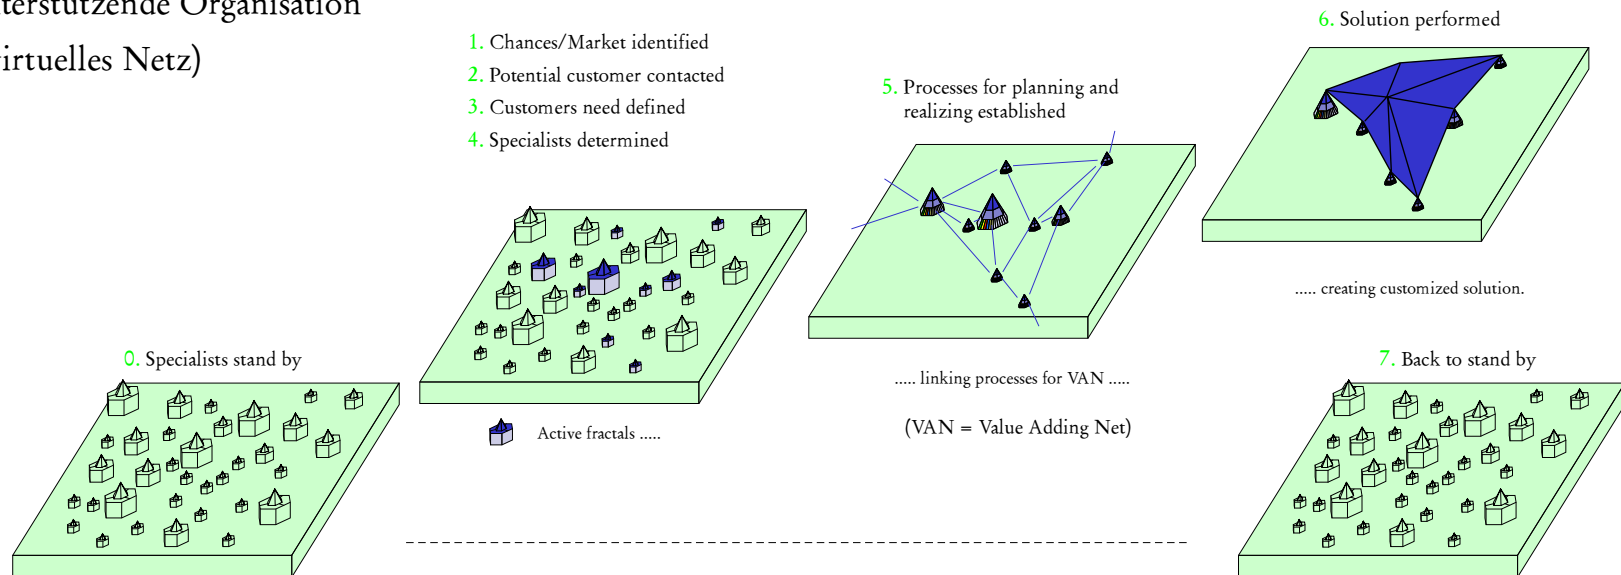 Organisation
Netz)
1. Chances/Market identified
2. Potential customer contacted
3. Customers need defined
4. Specialists determined
5. Processes for planning and
realizing established
6. Solution performed
..... creating customized solution.
0. Specialists stand by
Active fractals .....
..... linking processes for VAN .....
(VAN = Value Adding Net)
7. Back to stand by